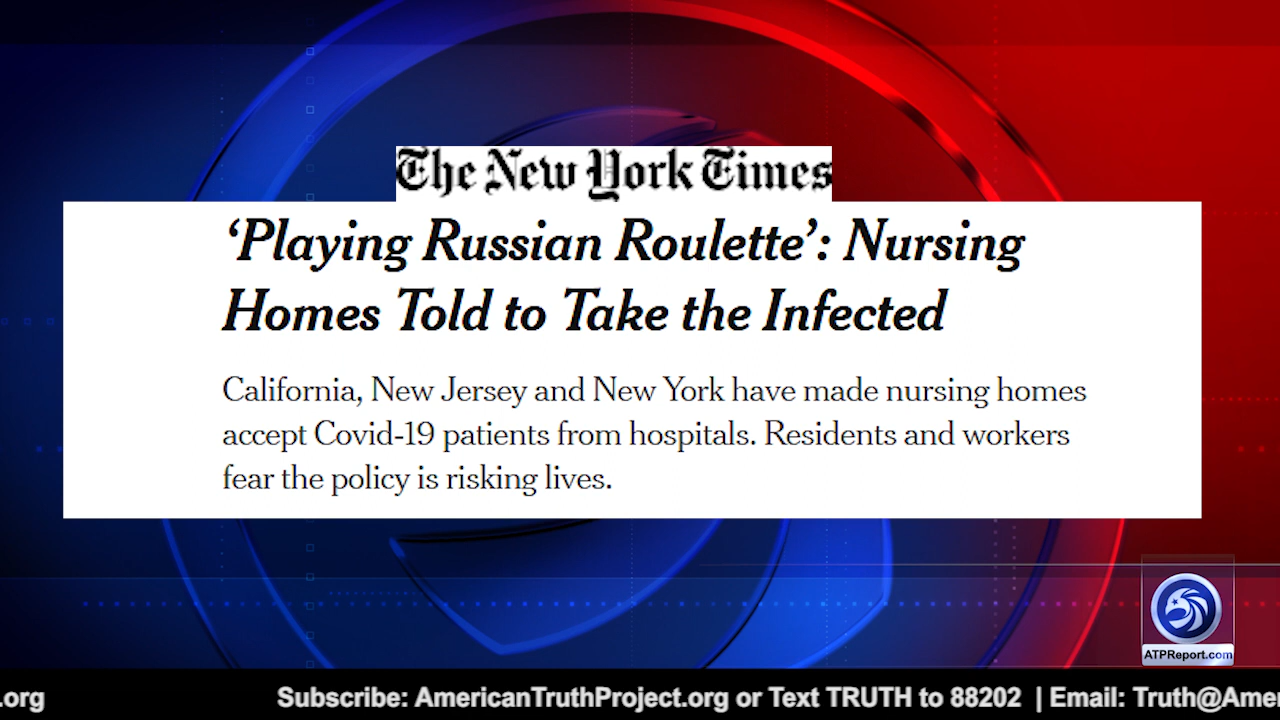 The New York Times
‘Playing Russian Roulette’: Nursing
Homes Told to Take the Infected
California, New Jersey and New York have made nursing homes
accept Covid-19 patients from hospitals. Residents and workers
fear the policy is risking lives.
ATPReport.com
.org Subscribe: AmericanTruthProject.org or Text TRUTH to 88202 | Email: Truth@Amer